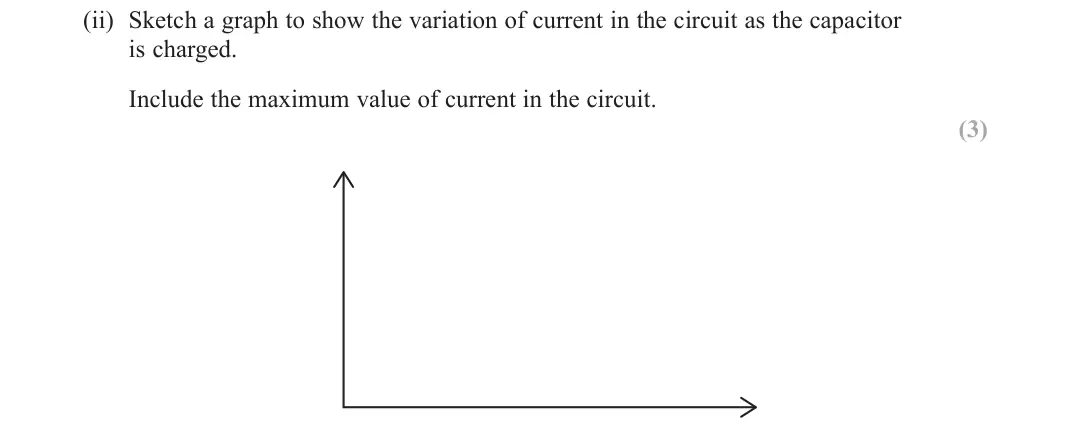 (ii) Sketch a graph to show the variation of current in the circuit as the capacitor
is charged.
Include the maximum value of current in the circuit.
(3)